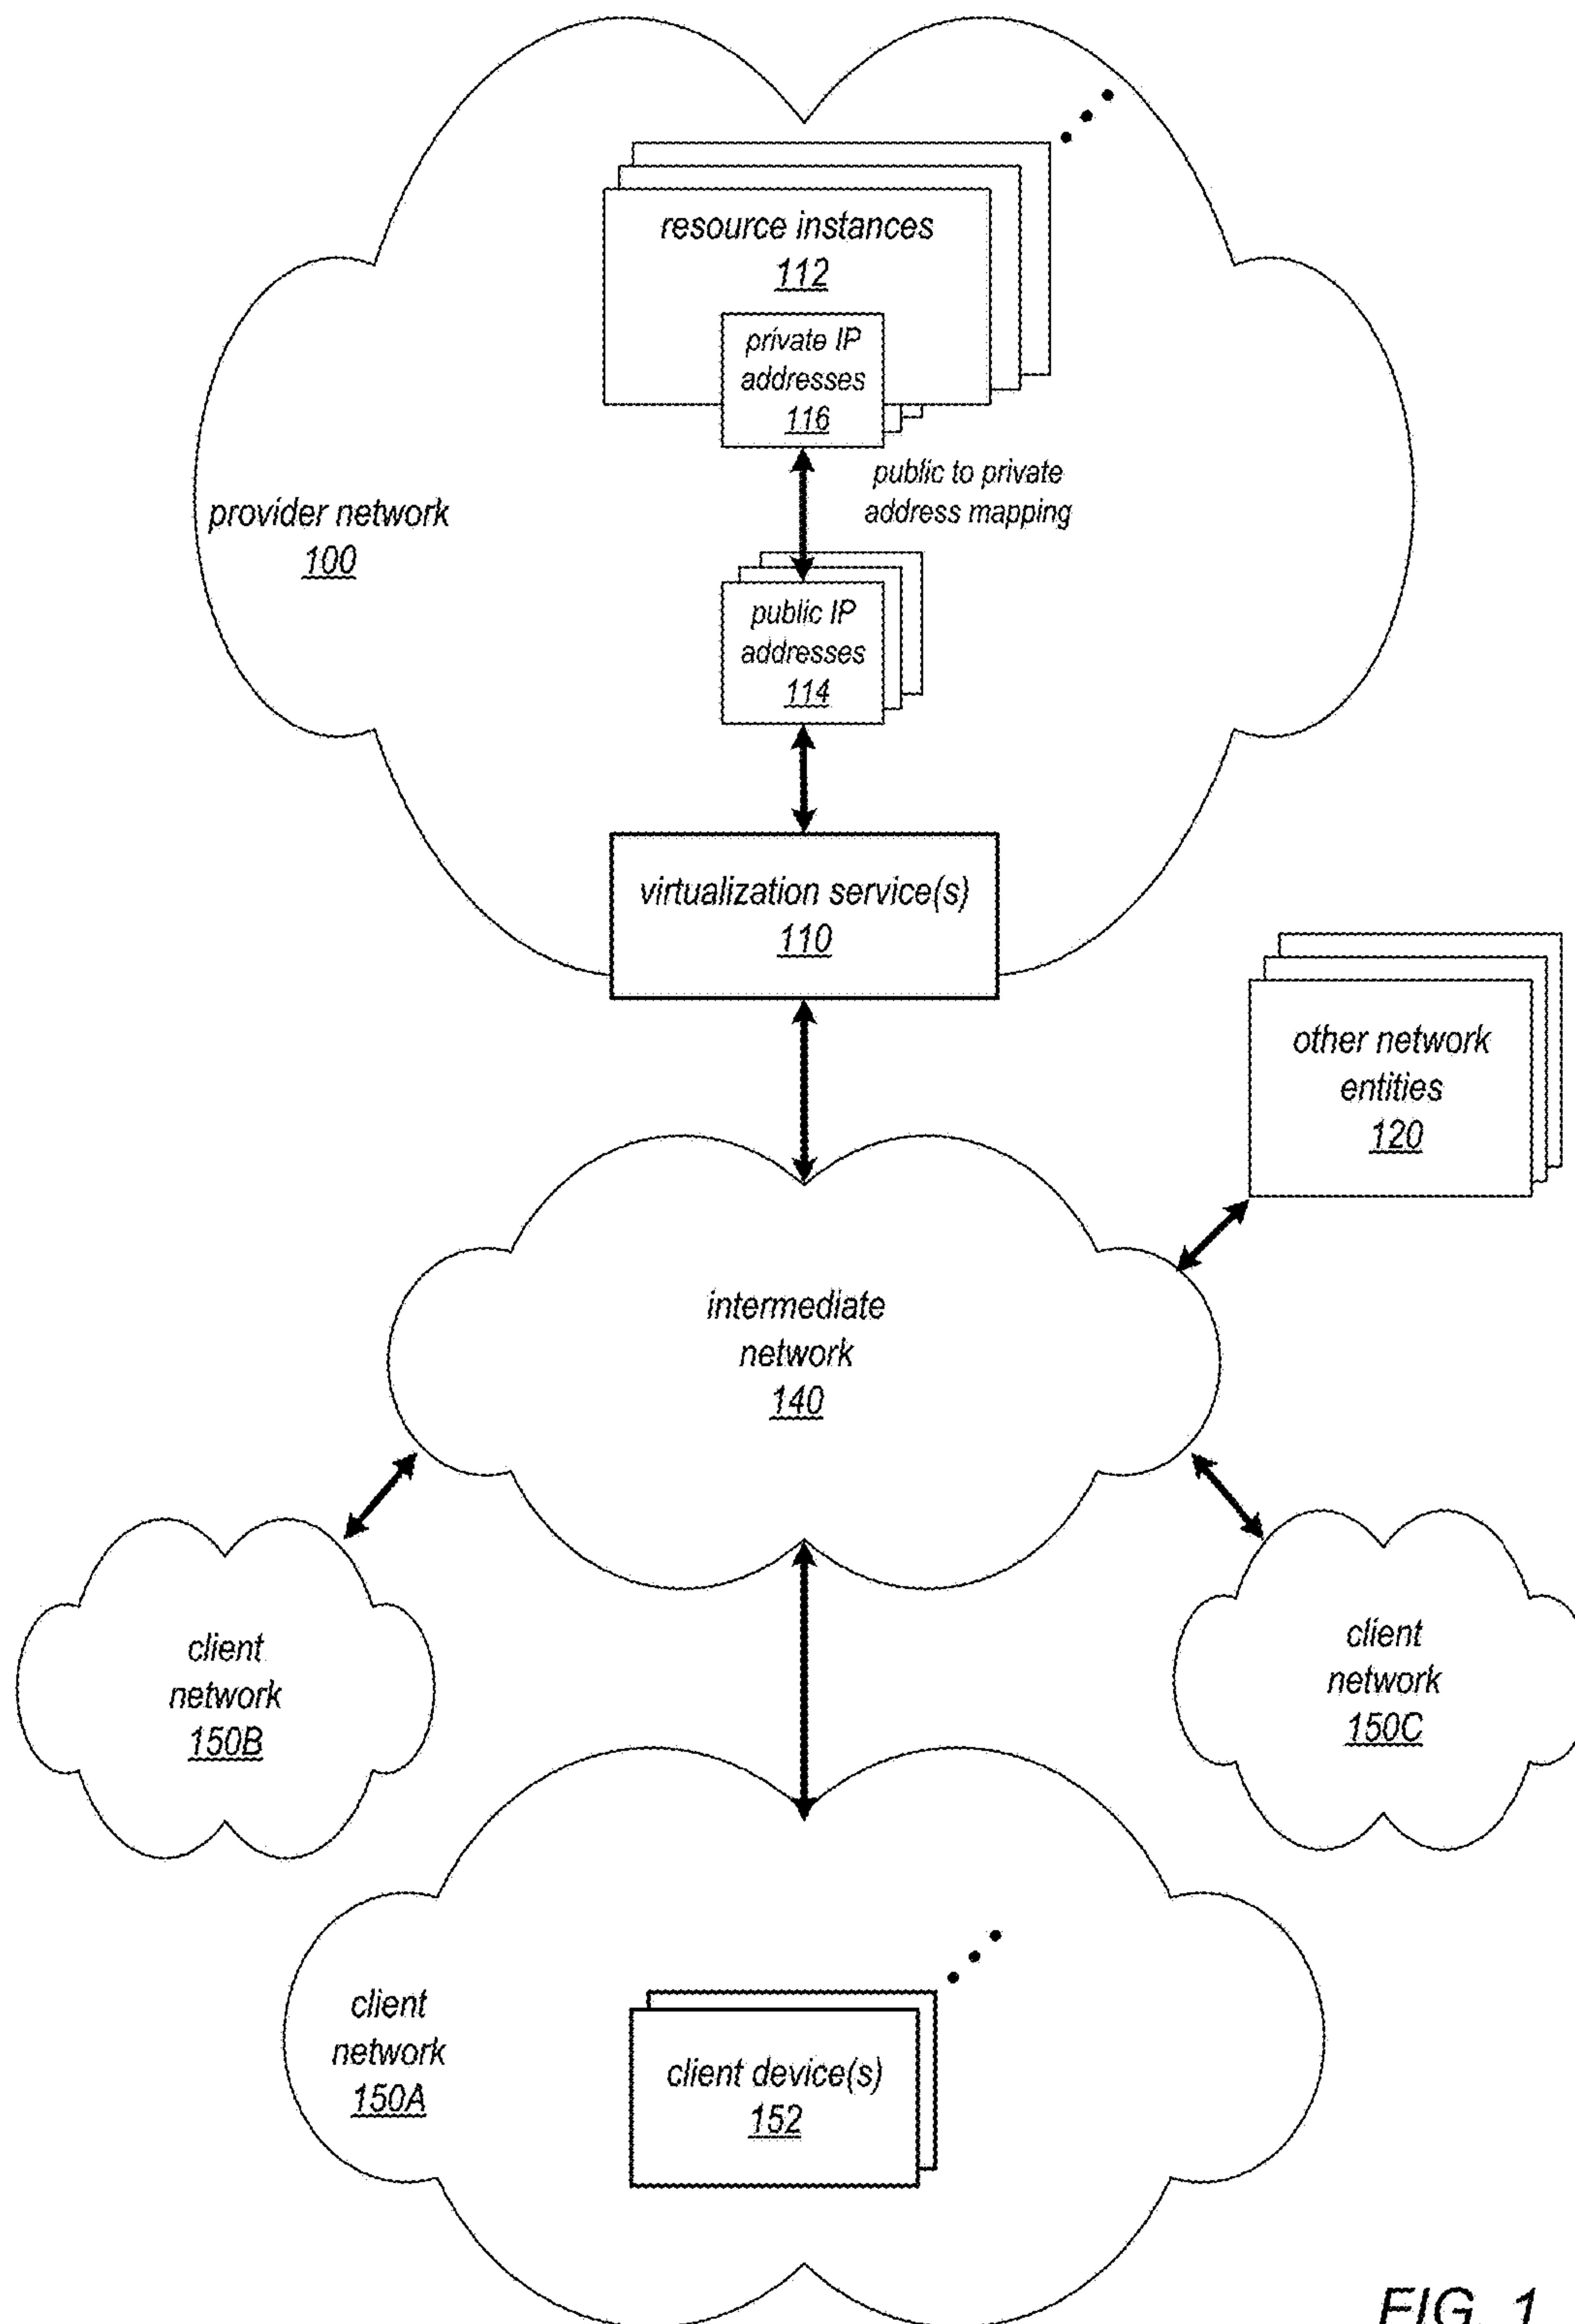 resource instances
112
private IP
addresses
116
public to private
address mapping
provider network
100
public IP
addresses
114
virtualization service(s)
110
other network
entities
120
intermediate
network
140
client
network
150B
client
network
150C
client
network
150A
client device(s)
152
FIG. 1